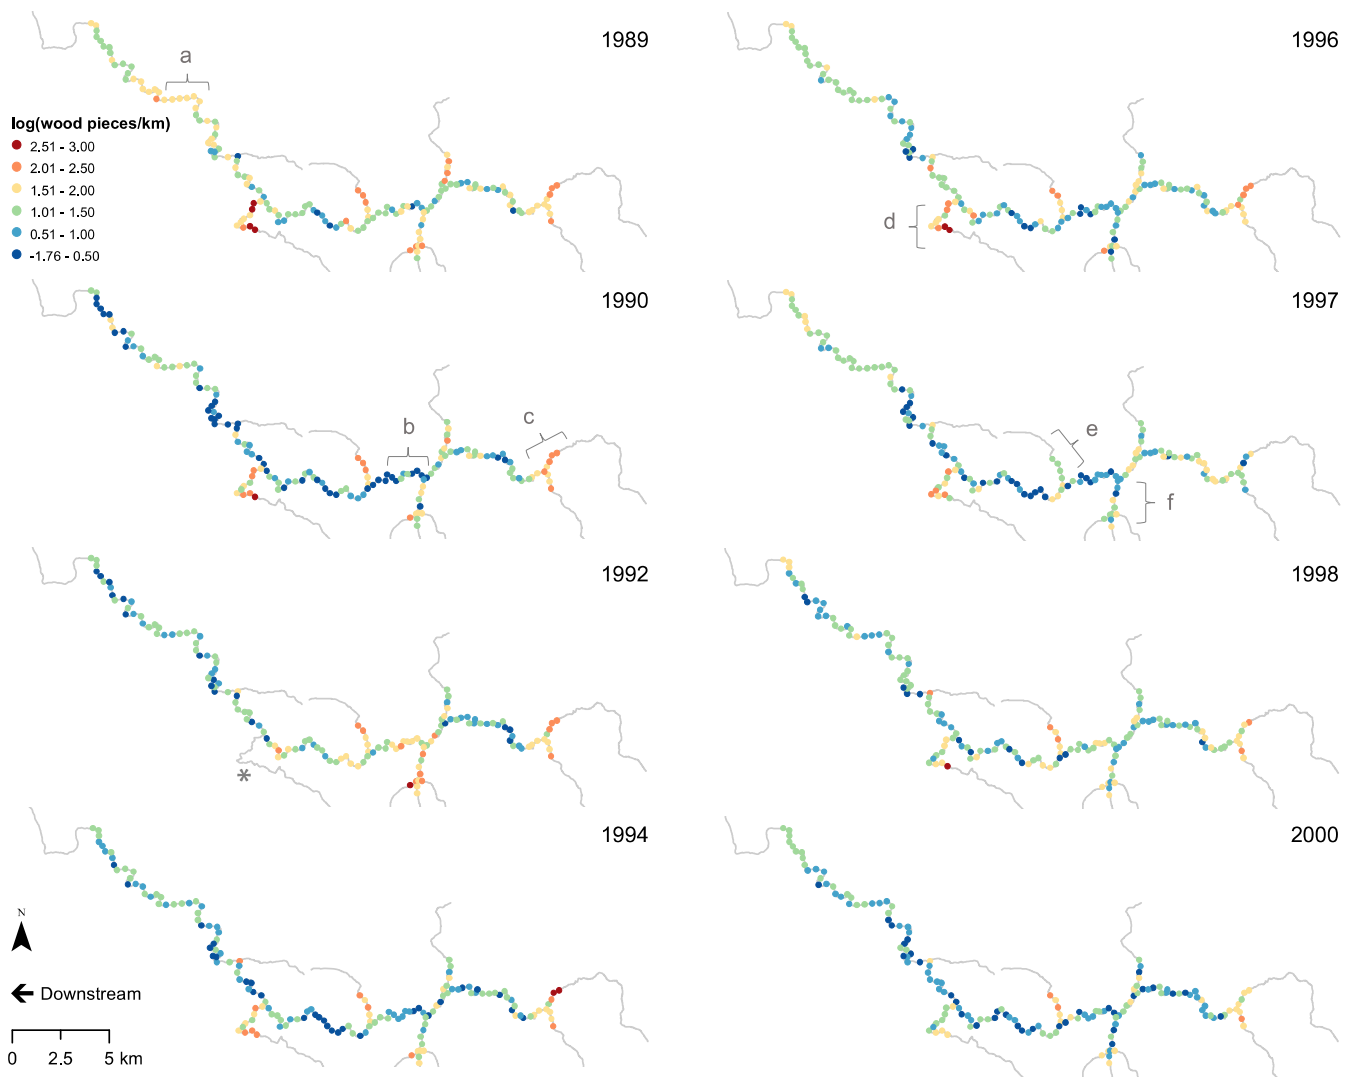 1989
a
log(wood pieces/km)
2.51 - 3.00
2.01 - 2.50
1.51 - 2.00
1.01 - 1.50
0.51 - 1.00
-1.76 - 0.50
1996
d
1990
b
c
1997
e
f
1992
*
1998
1994
N
Downstream
0 2.5 5 km
2000